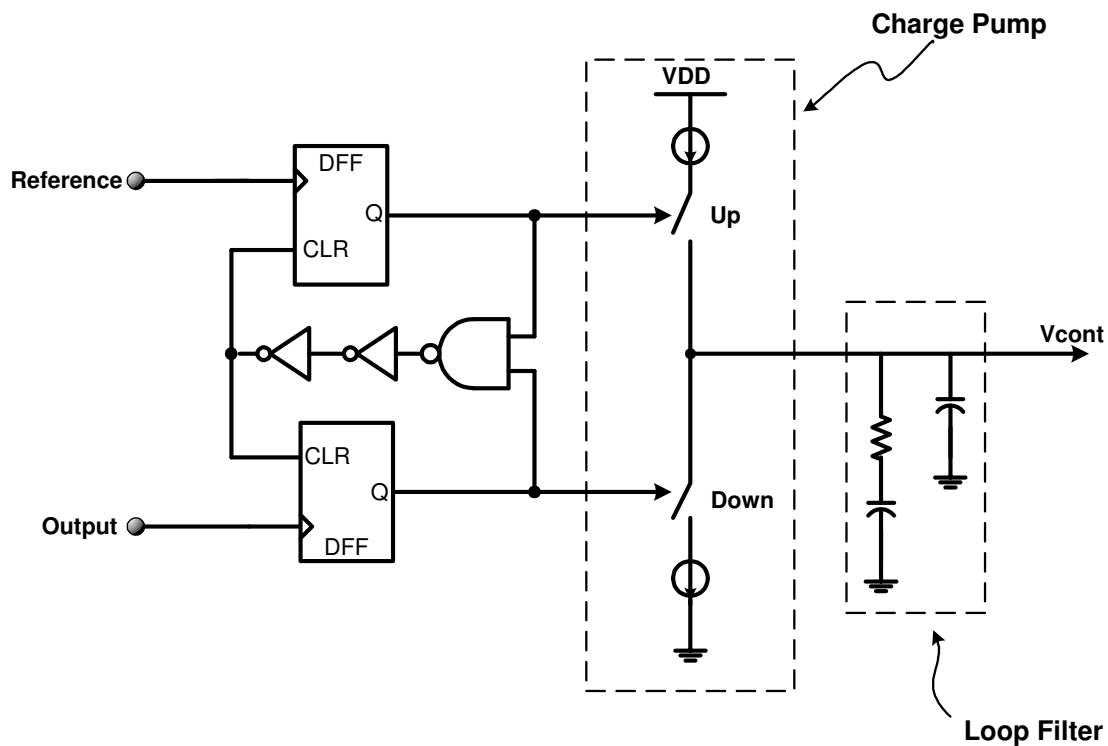 Charge Pump
VDD
DFF
Reference
Q
Up
CLR
Vcont
CLR
Q
Down
Output
DFF
Loop Filter